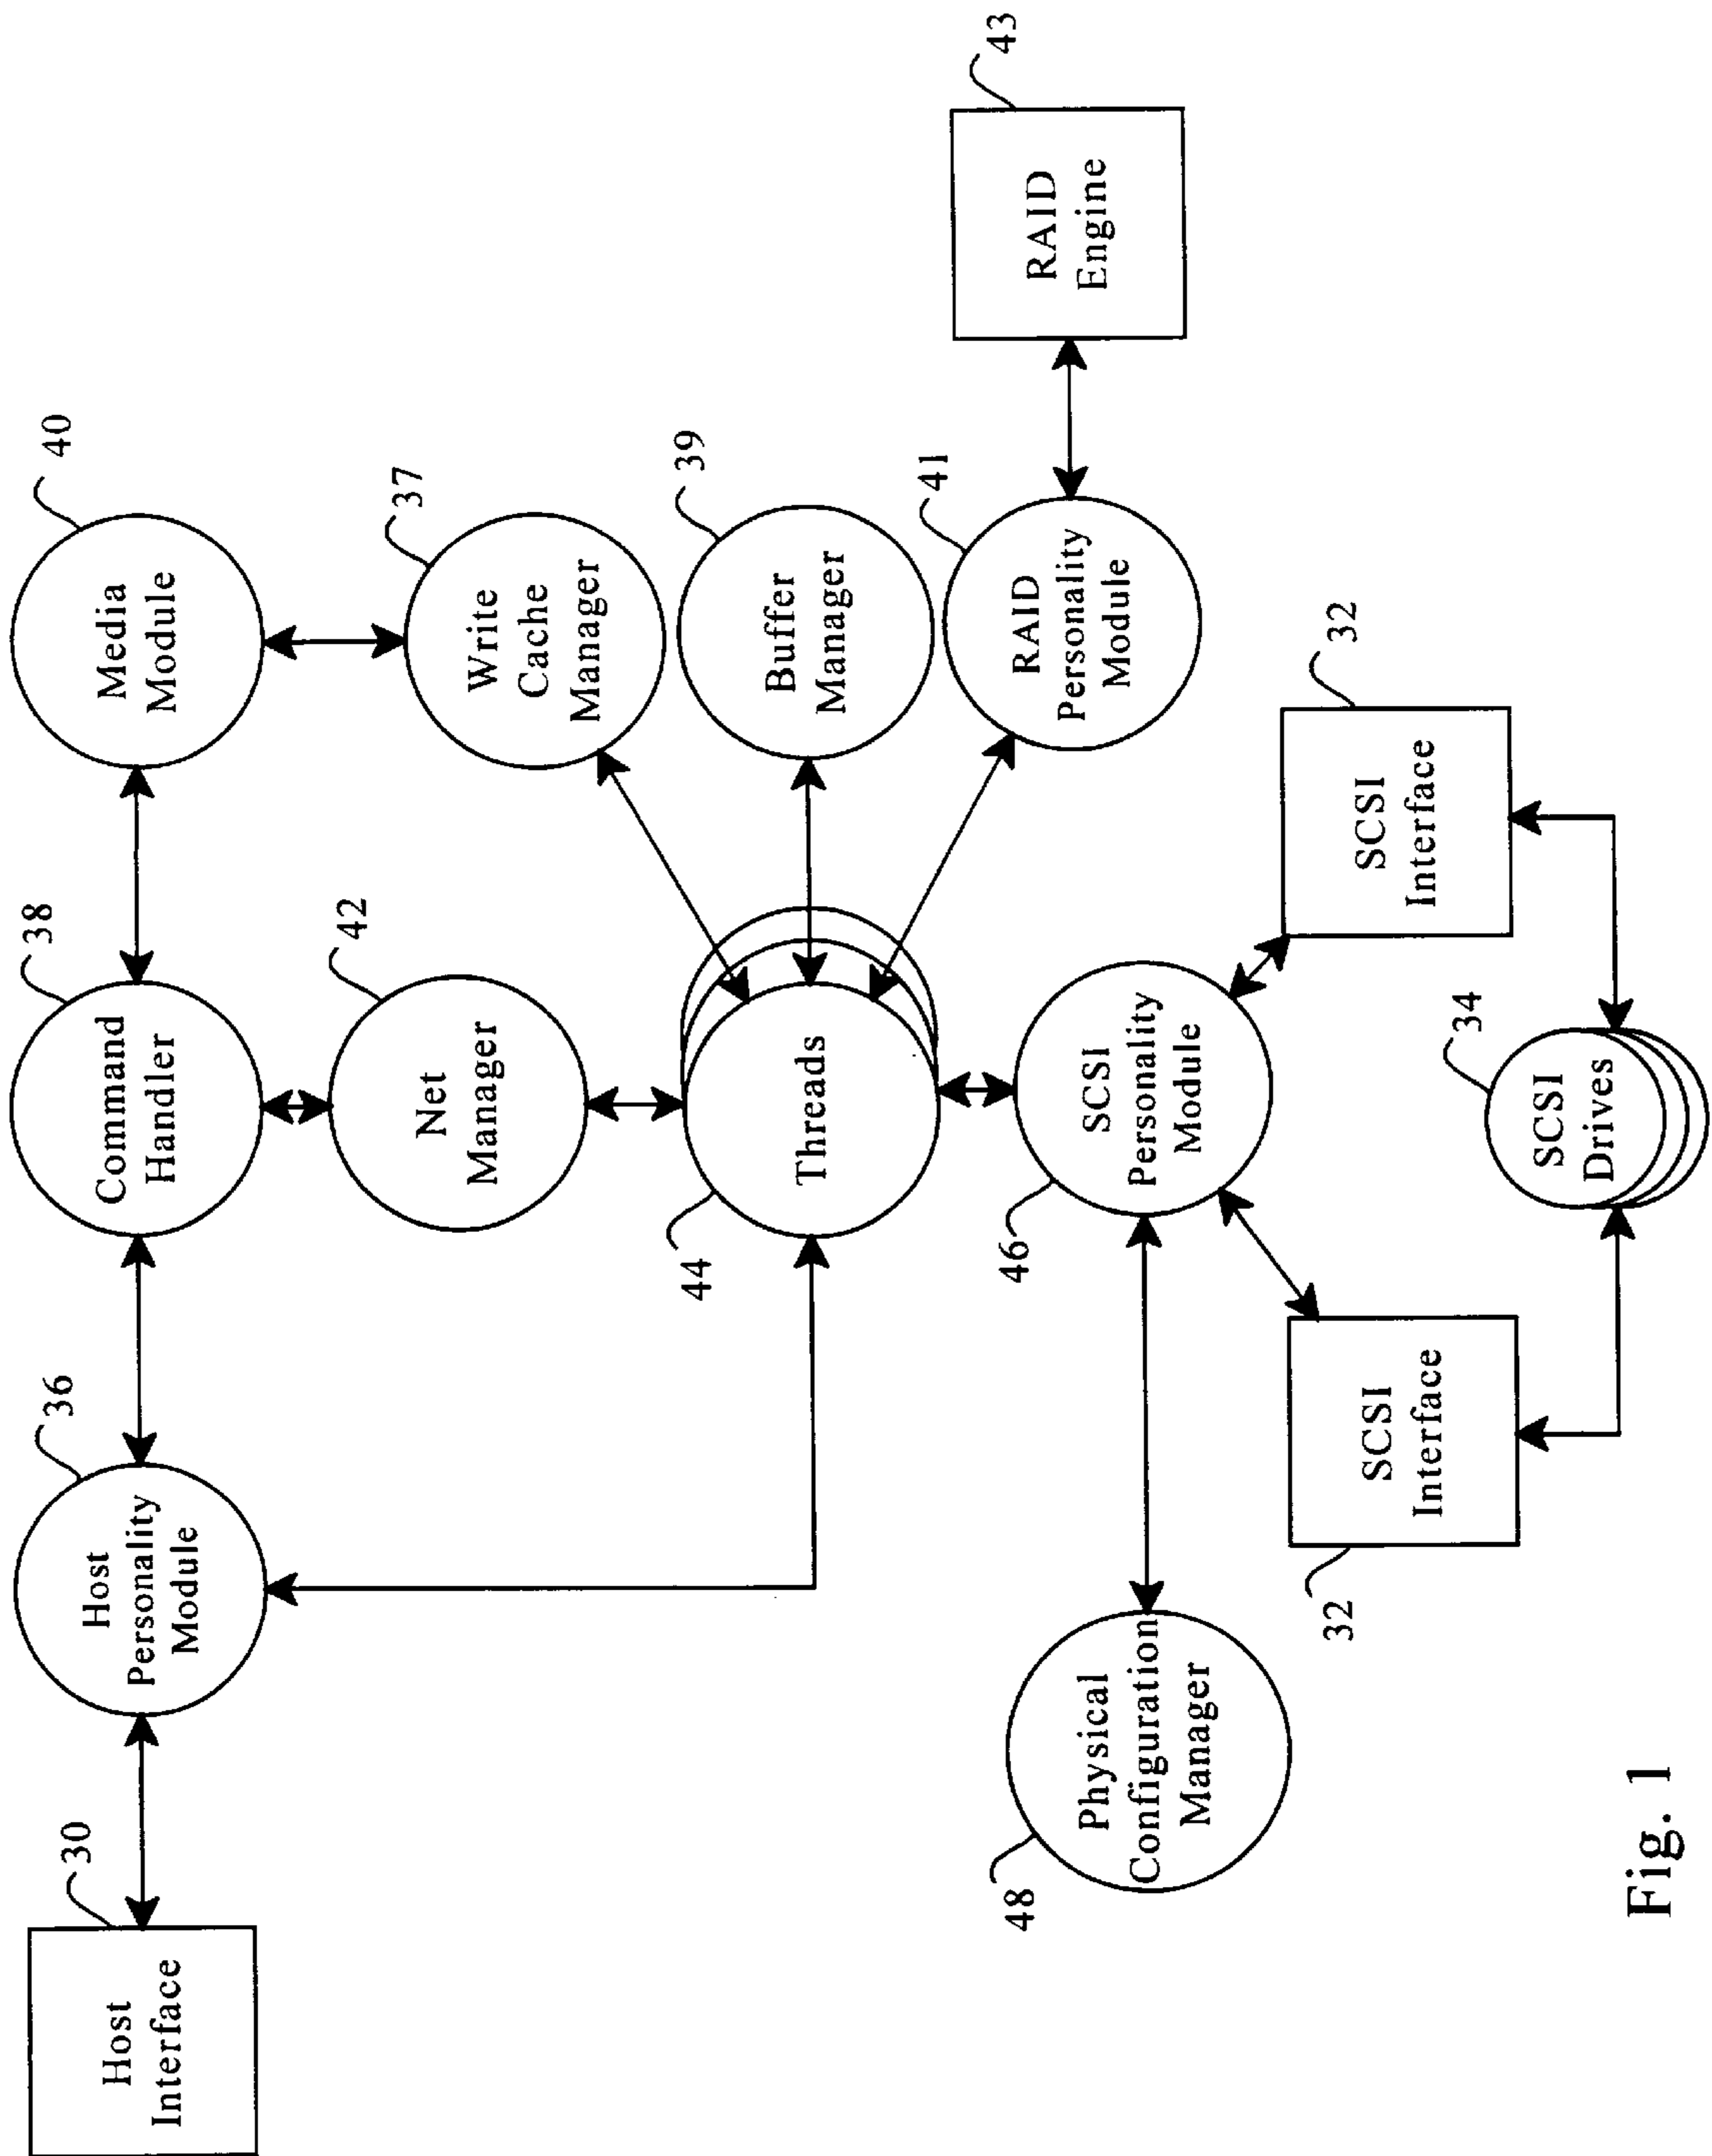 30
Host
Interface
36
Host
Personality
Module
38
Command
Handler
40
Media
Module
42
Net
Manager
37
Write
Cache
Manager
44
Threads
39
Buffer
Manager
41
RAID
Personality
Module
43
RAID
Engine
46
SCSI
Personality
Module
48
Physical
Configuration
Manager
32
SCSI
Interface
32
SCSI
Interface
34
SCSI
Drives
Fig. 1